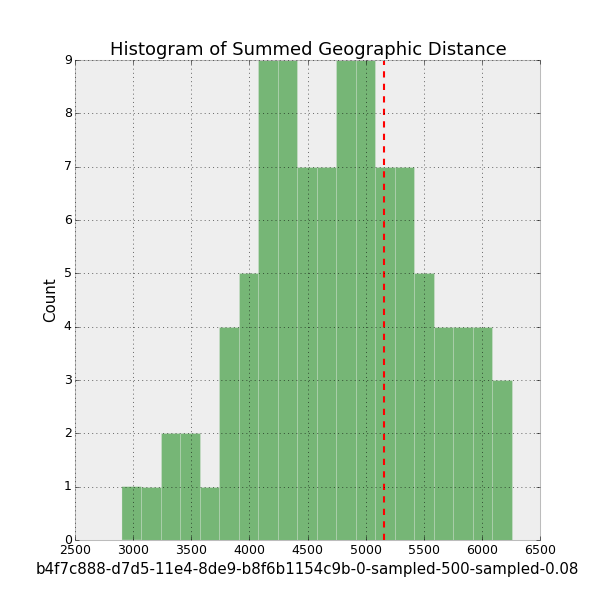 Histogram of Summed Geographic Distance
9
8
7
6
5
4
3
2
1
0
Count
2500 3000 3500 4000 4500 5000 5500 6000 6500
b4f7c888-d7d5-11e4-8de9-b8f6b1154c9b-0-sampled-500-sampled-0.08